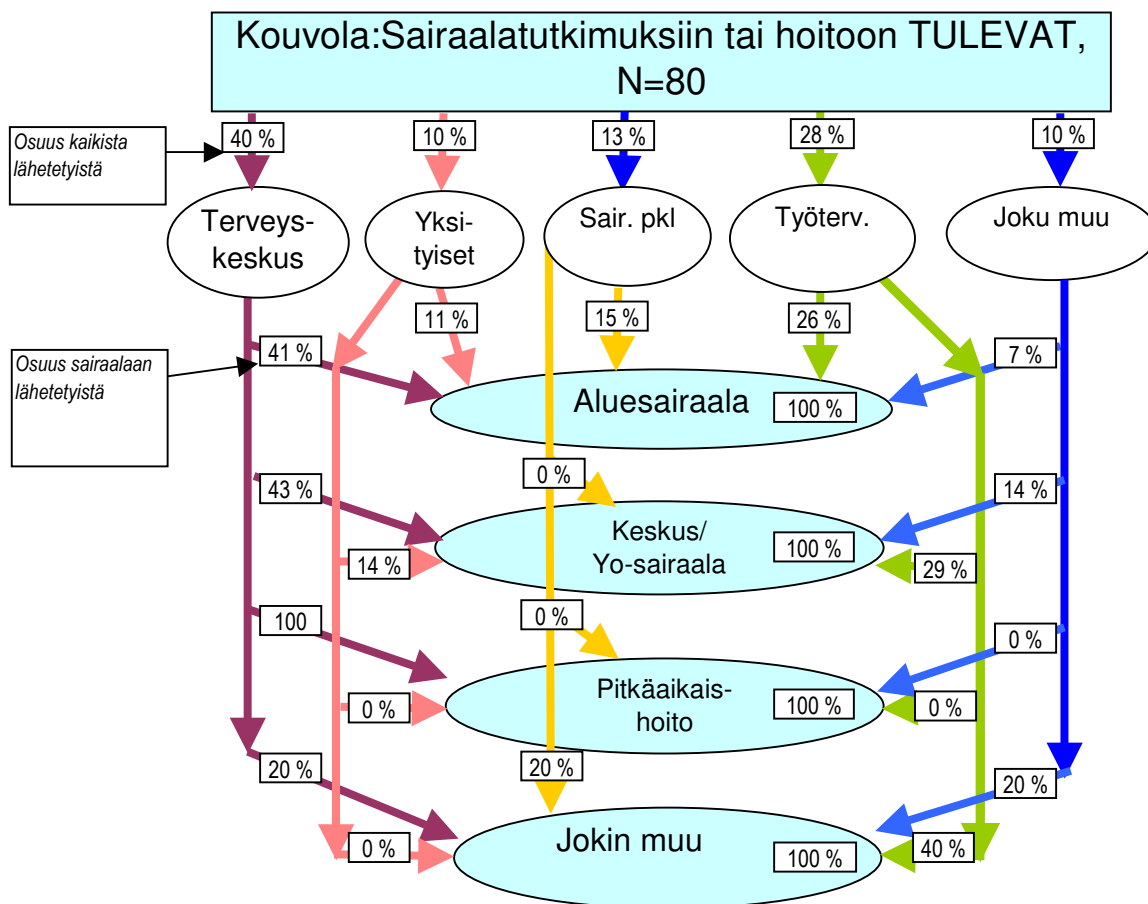 Kouvola:Sairaalatutkimuksiin tai hoitoon TULEVAT,
N=80
Osuus kaikista
lähetetyistä
40 %
10 %
13 %
28 %
10 %
Terveys-
keskus
Yksi-
tyiset
Sair. pkl
Työterv.
Joku muu
Osuus sairaalaan
lähetetyistä
41 %
11 %
15 %
26 %
7 %
Aluesairaala
100 %
43 %
0 %
14 %
Keskus/
Yo-sairaala
100 %
14 %
29 %
100
0 %
0 %
Pitkäaikais-
hoito
100 %
0 %
0 %
20 %
20 %
20 %
Jokin muu
100 %
0 %
40 %